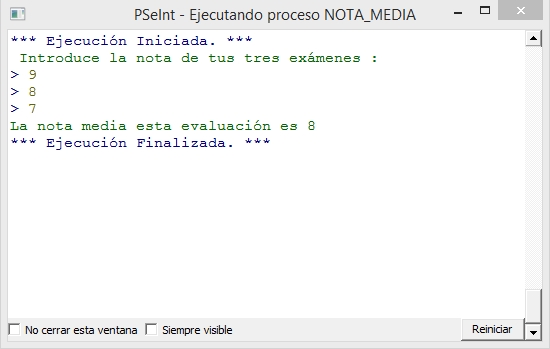 PSeInt - Ejecutando proceso NOTA_MEDIA
*** Ejecución Iniciada. ***
Introduce la nota de tus tres exámenes :
> 9
> 8
> 7
La nota media esta evaluación es 8
*** Ejecución Finalizada. ***
No cerrar esta ventana Siempre visible Reiniciar